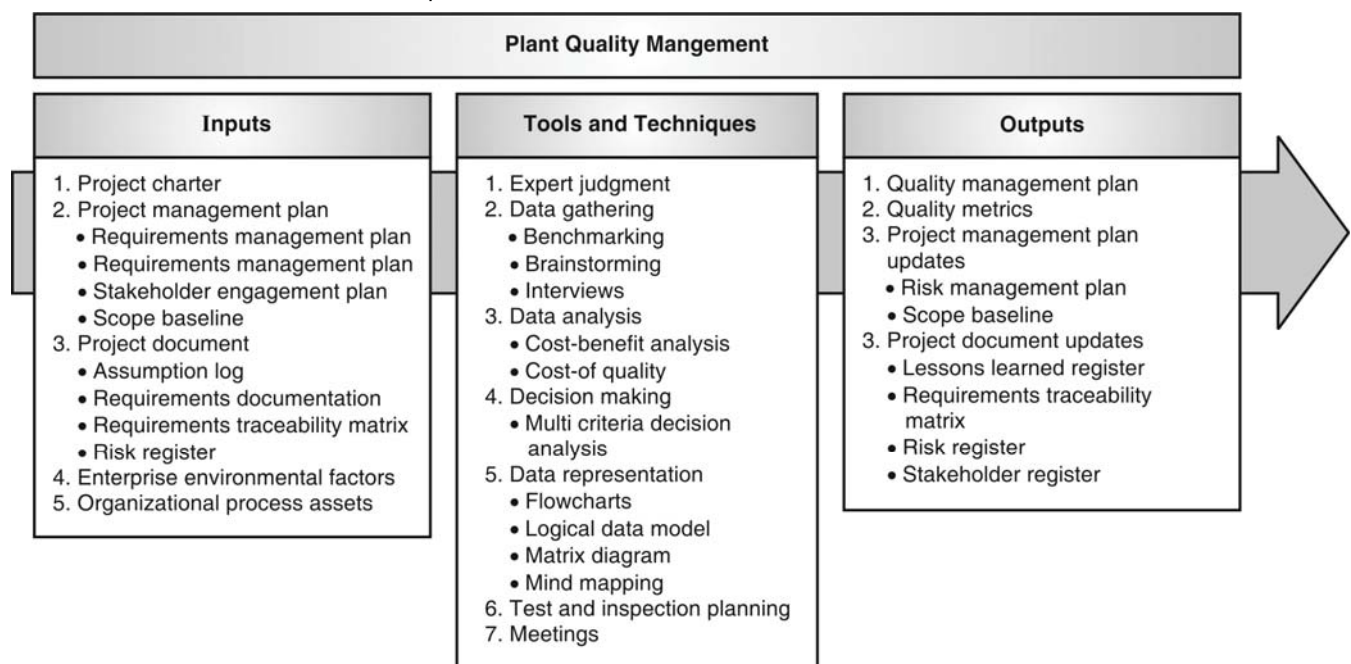 Plant Quality Mangement
Inputs
1. Project charter
2. Project management plan
• Requirements management plan
• Requirements management plan
• Stakeholder engagement plan
• Scope baseline
3. Project document
• Assumption log
• Requirements documentation
• Requirements traceability matrix
• Risk register
4. Enterprise environmental factors
5. Organizational process assets
Tools and Techniques
1. Expert judgment
2. Data gathering
• Benchmarking
• Brainstorming
• Interviews
3. Data analysis
• Cost-benefit analysis
• Cost-of quality
4. Decision making
• Multi criteria decision
analysis
5. Data representation
• Flowcharts
• Logical data model
• Matrix diagram
• Mind mapping
6. Test and inspection planning
7. Meetings
Outputs
1. Quality management plan
2. Quality metrics
3. Project management plan
updates
• Risk management plan
• Scope baseline
3. Project document updates
• Lessons learned register
• Requirements traceability
matrix
• Risk register
• Stakeholder register